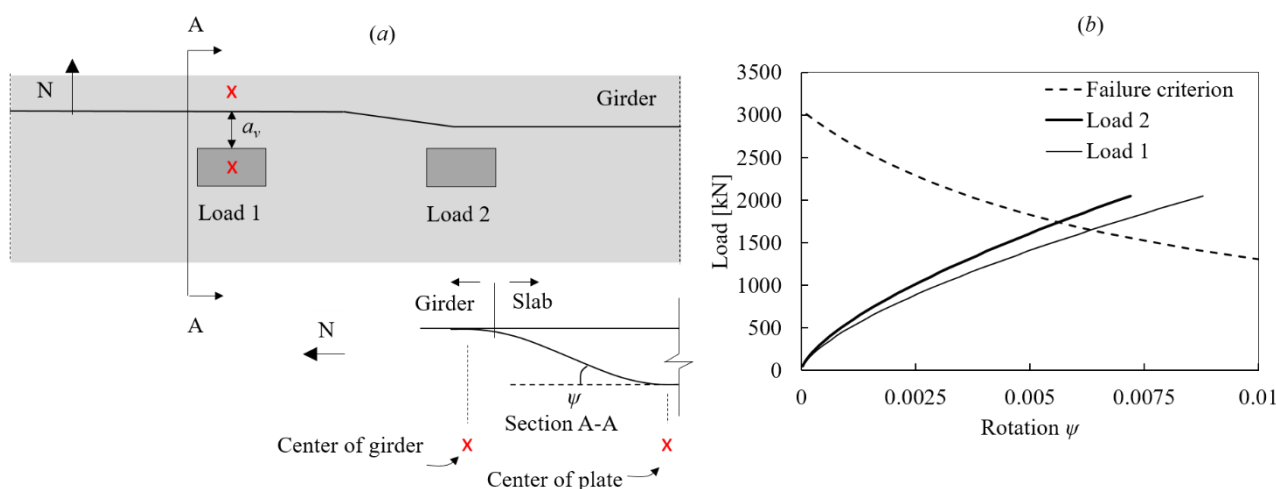 (a)
A
A
N
x
Girder
a_v
x
Load 1
Load 2
Girder
Slab
N
ψ
Section A-A
Center of girder
x
x
Center of plate
(b)
3500
3000
2500
2000
1500
1000
500
0
Load [kN]
Failure criterion
Load 2
Load 1
0
0.0025
0.005
0.0075
0.01
Rotation ψ